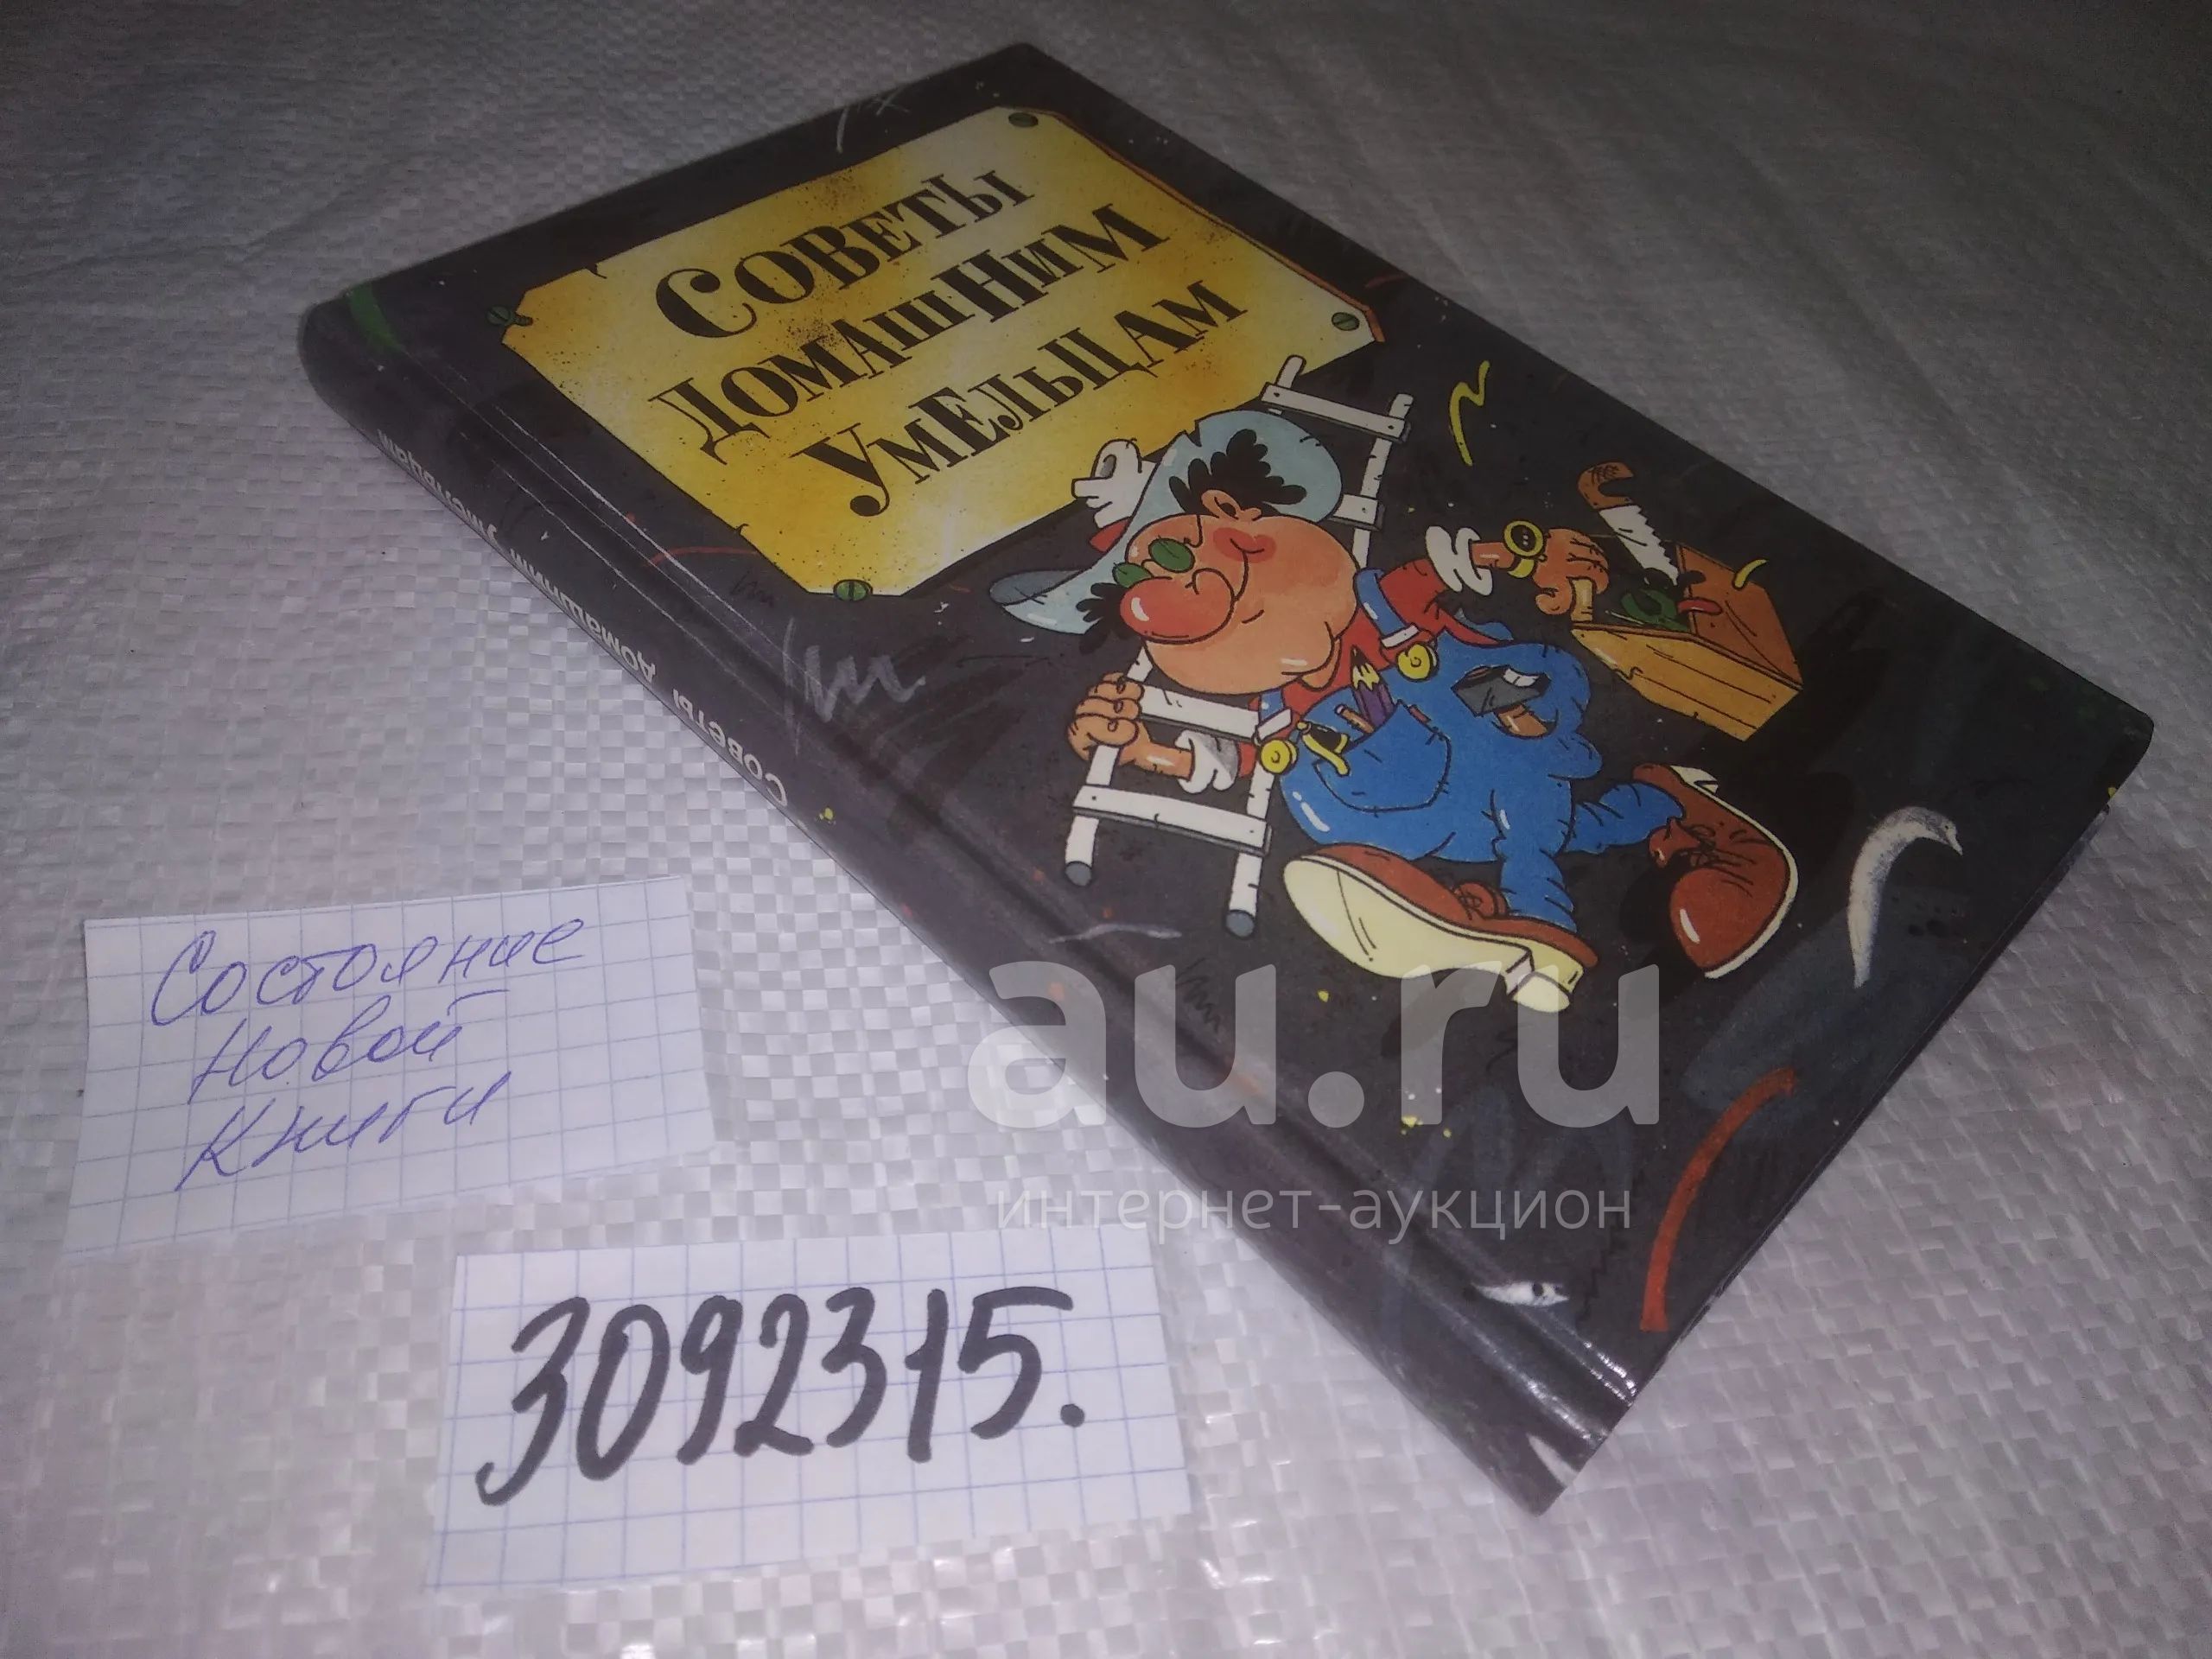 Советы
домашним
умельцам
Советы домашним умельцам
au.ru
интернет-аукцион
Состояние
новой
книги
3092315.